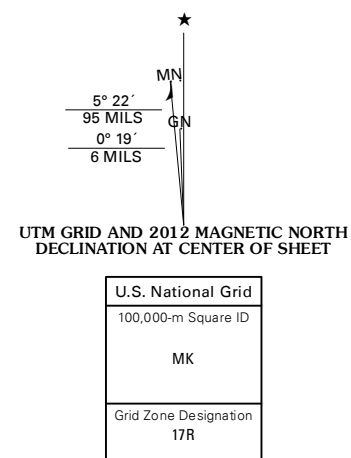 ★
MN
5° 22´
95 MILS
GN
0° 19´
6 MILS
UTM GRID AND 2012 MAGNETIC NORTH
DECLINATION AT CENTER OF SHEET
U.S. National Grid
100,000-m Square ID
MK
Grid Zone Designation
17R